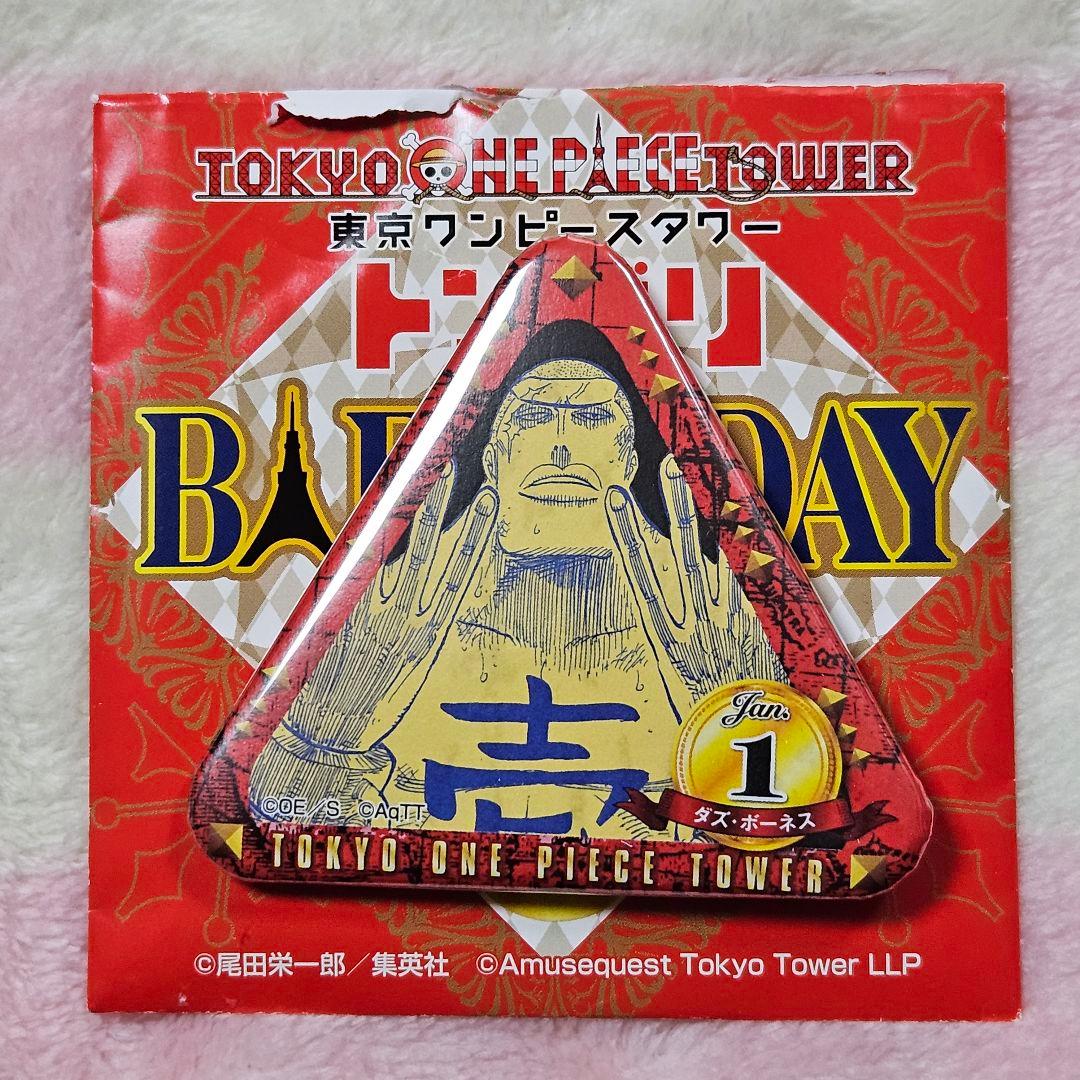 TOKYO ONE PIECE TOWER
東京ワンピースタワー
DAY
壱
Jan.
1
ダズ・ボーネス
©OE/S ©AqTT
TOKYO ONE PIECE TOWER
©尾田栄一郎/集英社 ©Amusequest Tokyo Tower LLP